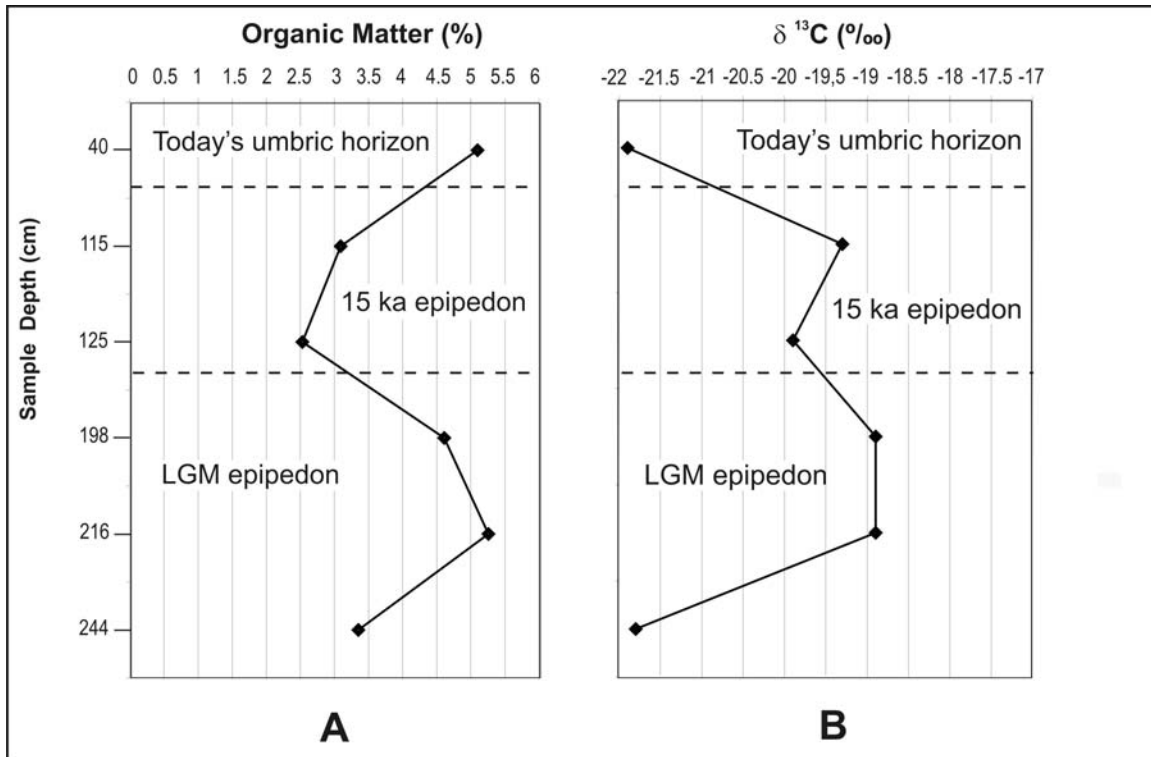 Organic Matter (%)
0 0.5 1 1.5 2 2.5 3 3.5 4 4.5 5 5.5 6
Sample Depth (cm)
40
115
125
198
216
244
Today's umbric horizon
15 ka epipedon
LGM epipedon
A
δ ¹³C (º/₀₀)
-22 -21.5 -21 -20.5 -20 -19.5 -19 -18.5 -18 -17.5 -17
Today's umbric horizon
15 ka epipedon
LGM epipedon
B